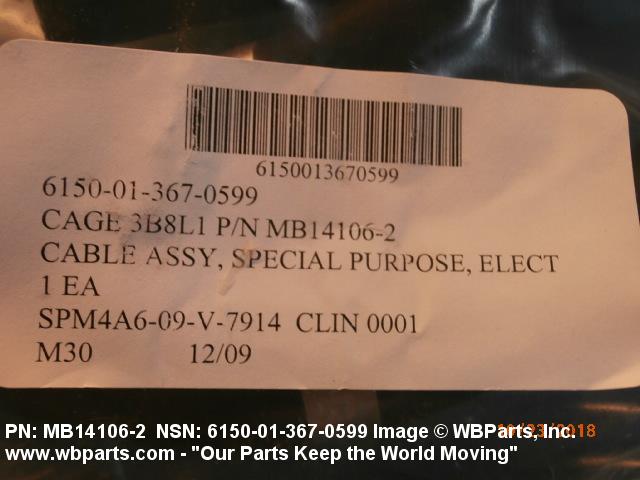 6150013670599
6150-01-367-0599
CAGE 3B8L1 P/N MB14106-2
CABLE ASSY, SPECIAL PURPOSE, ELECT
1 EA
SPM4A6-09-V-7914 CLIN 0001
M30 12/09
PN: MB14106-2 NSN: 6150-01-367-0599 Image © WBParts, Inc.
www.wbparts.com - "Our Parts Keep the World Moving"